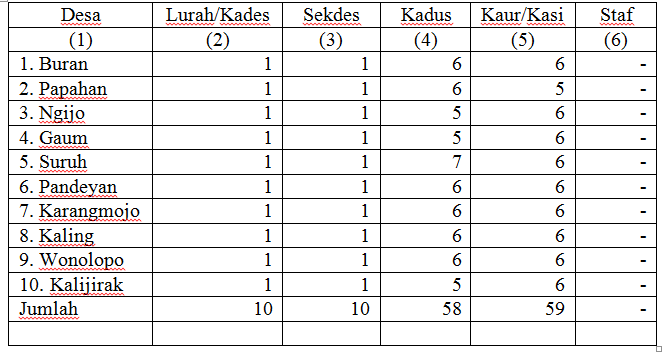 Desa Lurah/Kades Sekdes Kadus Kaur/Kasi Staf
(1) (2) (3) (4) (5) (6)
1. Buran 1 1 6 6 -
2. Papahan 1 1 6 5 -
3. Ngijo 1 1 5 6 -
4. Gaum 1 1 5 6 -
5. Suruh 1 1 7 6 -
6. Pandeyan 1 1 6 6 -
7. Karangmojo 1 1 6 6 -
8. Kaling 1 1 6 6 -
9. Wonolopo 1 1 6 6 -
10. Kalijirak 1 1 5 6 -
Jumlah 10 10 58 59 -